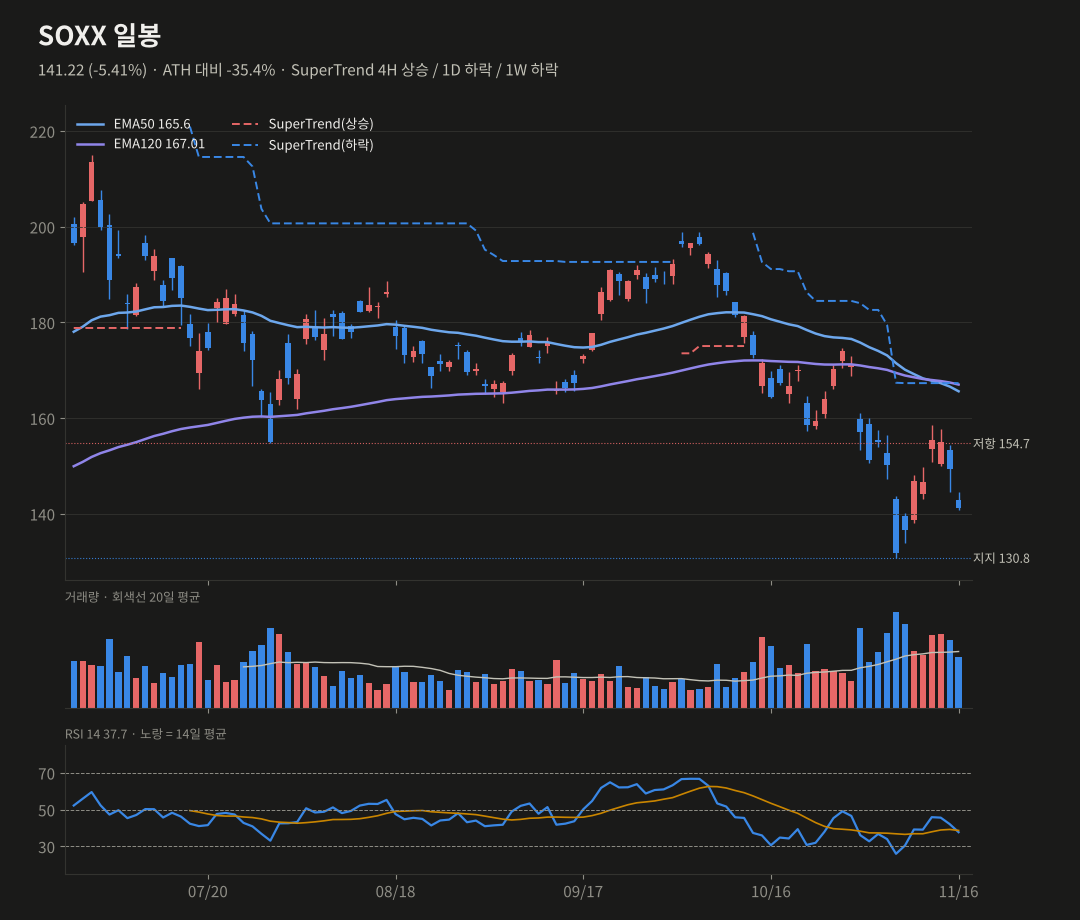 SOXX 일봉
141.22 (-5.41%) · ATH 대비 -35.4% · SuperTrend 4H 상승 / 1D 하락 / 1W 하락
EMA50 165.6 SuperTrend(상승)
EMA120 167.01 SuperTrend(하락)
220
200
180
160
저항 154.7
140
지지 130.8
거래량 · 회색선 20일 평균
RSI 14 37.7 · 노랑 = 14일 평균
70
50
30
07/20 08/18 09/17 10/16 11/16